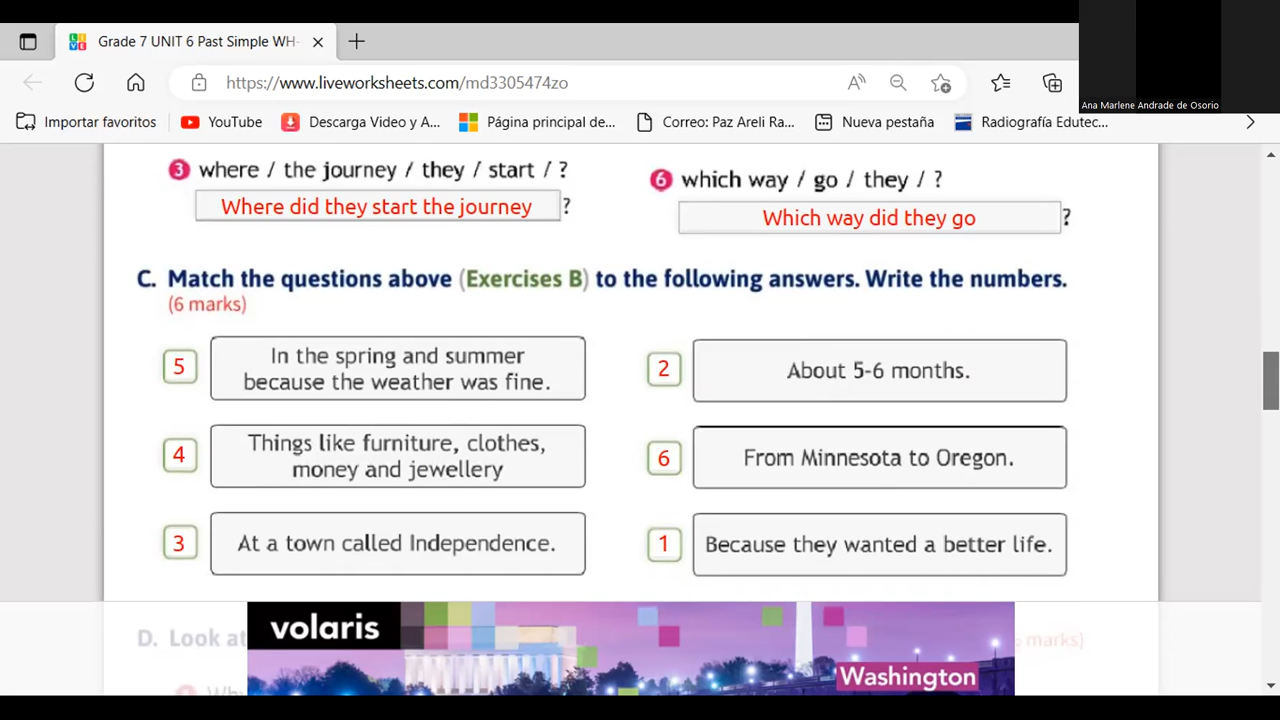 Grade 7 UNIT 6 Past Simple WH-
https://www.liveworksheets.com/md3305474zo
Ana Marlene Andrade de Osorio
Importar favoritos
YouTube
Descarga Video y A...
Página principal de...
Correo: Paz Areli Ra...
Nueva pestaña
Radiografía Edutec...
3 where / the journey / they / start / ?
Where did they start the journey ?
6 which way / go / they / ?
Which way did they go ?
C. Match the questions above (Exercises B) to the following answers. Write the numbers.
(6 marks)
5 In the spring and summer
because the weather was fine.
2 About 5-6 months.
4 Things like furniture, clothes,
money and jewellery
6 From Minnesota to Oregon.
3 At a town called Independence.
1 Because they wanted a better life.
D. Look at
marks)
volaris
Washington